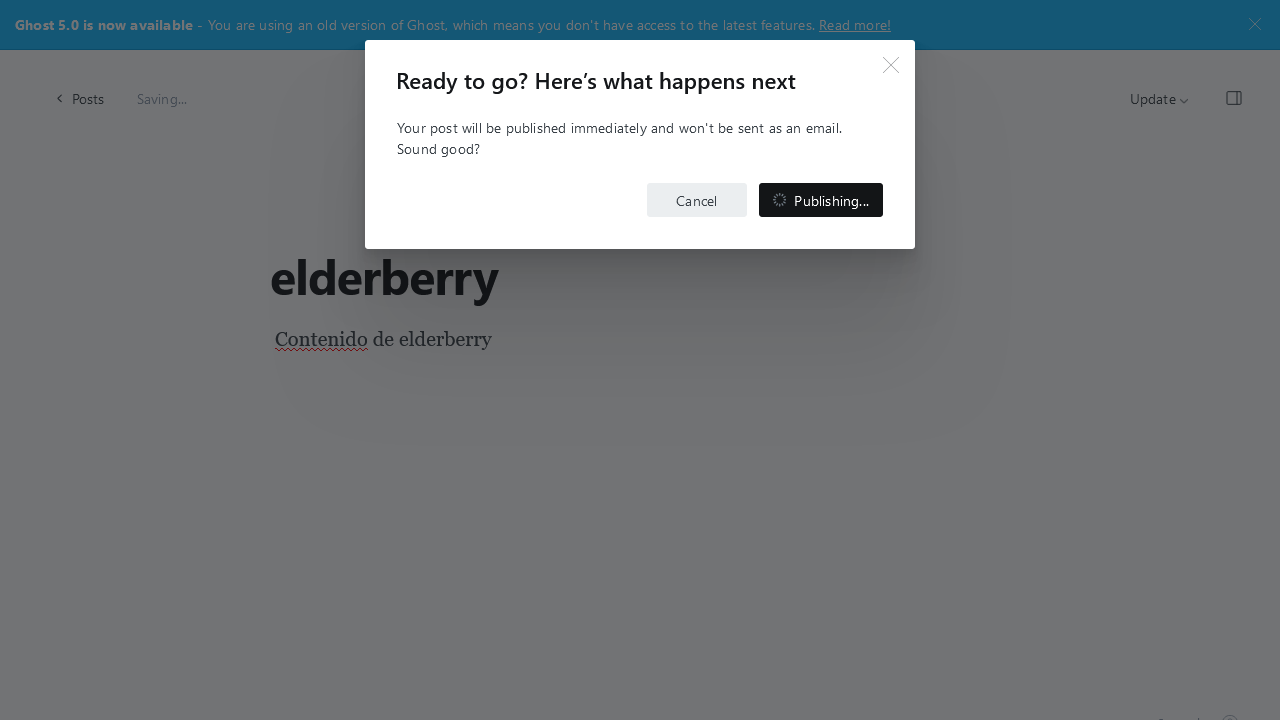 Ghost 5.0 is now available - You are using an old version of Ghost, which means you don't have access to the latest features. Read more!
Ready to go? Here's what happens next
Posts
Saving...
Update
Your post will be published immediately and won't be sent as an email.
Sound good?
Cancel
Publishing...
elderberry
Contenido de elderberry